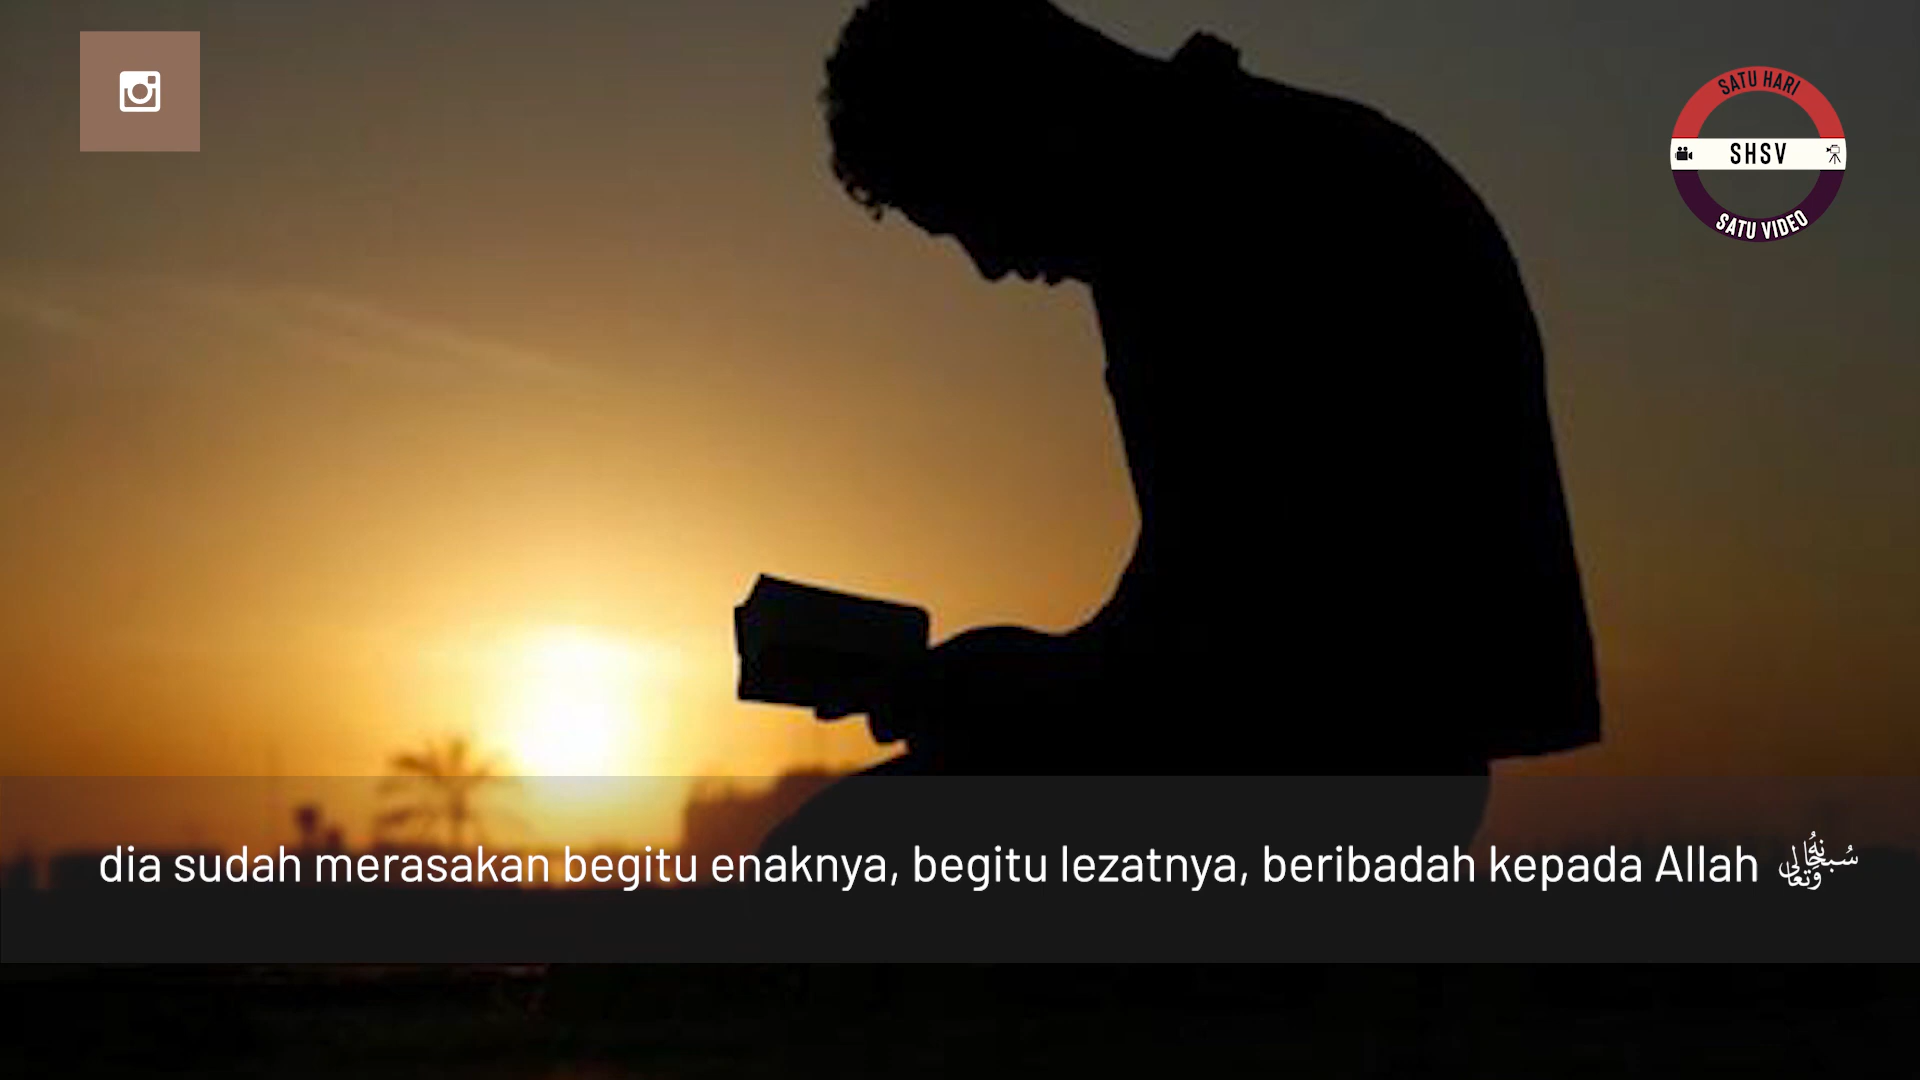 SATU HARI
SHSV
SATU VIDEO
dia sudah merasakan begitu enaknya, begitu lezatnya, beribadah kepada Allah سُبْحَانَهُ وَتَعَالَى